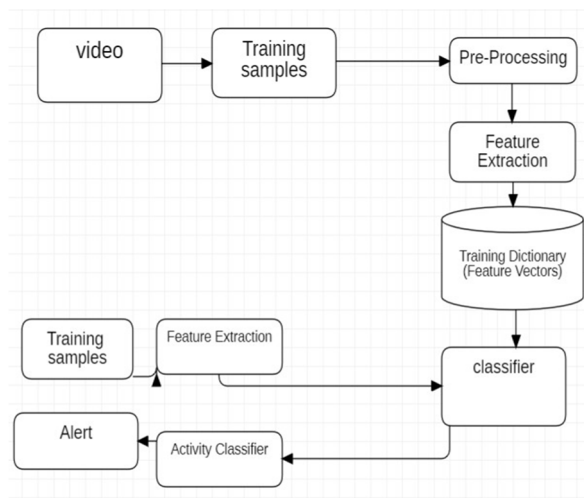 video
Training
samples
Pre-Processing
Feature
Extraction
Training Dictionary
(Feature Vectors)
Training
samples
Feature Extraction
classifier
Alert
Activity Classifier